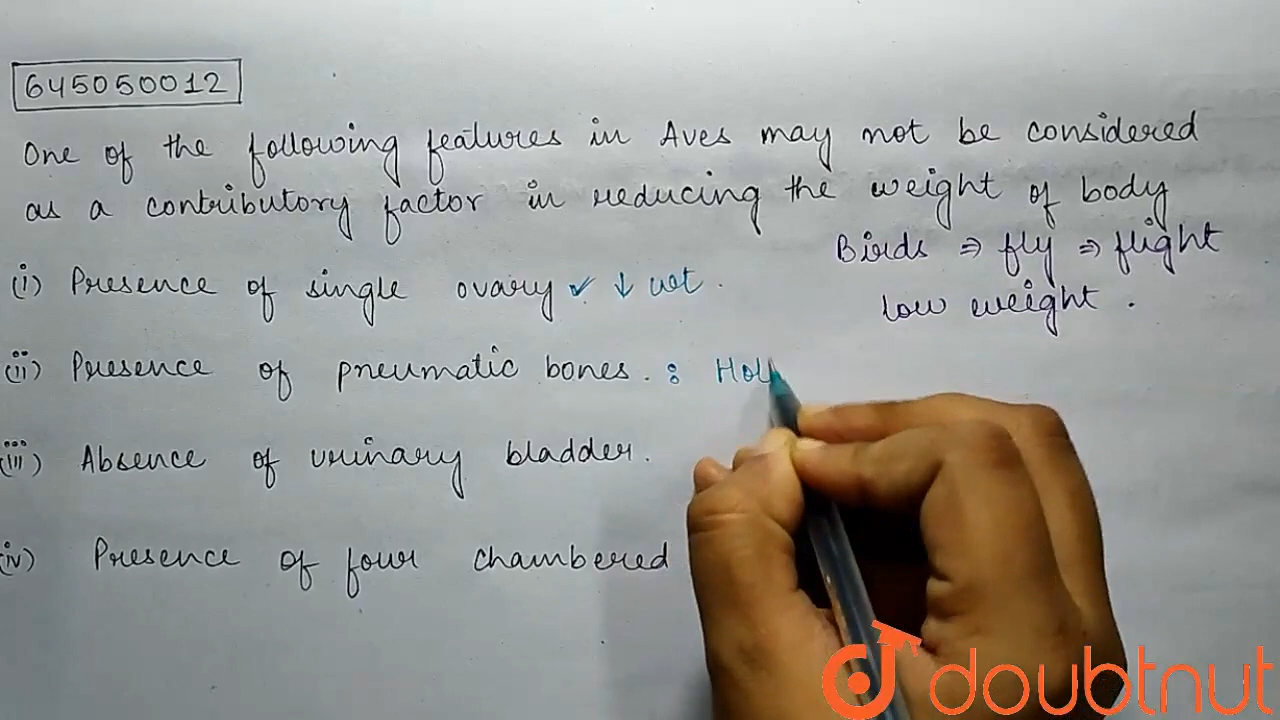 645050012
One of the following features in Aves may not be considered
as a contributory factor in reducing the weight of body
Birds ⇒ fly ⇒ flight
low weight.
(i) Presence of single ovary ✓ ↓ wt.
(ii) Presence of pneumatic bones. : Holl
(iii) Absence of urinary bladder.
(iv) Presence of four chambered
doubtnut